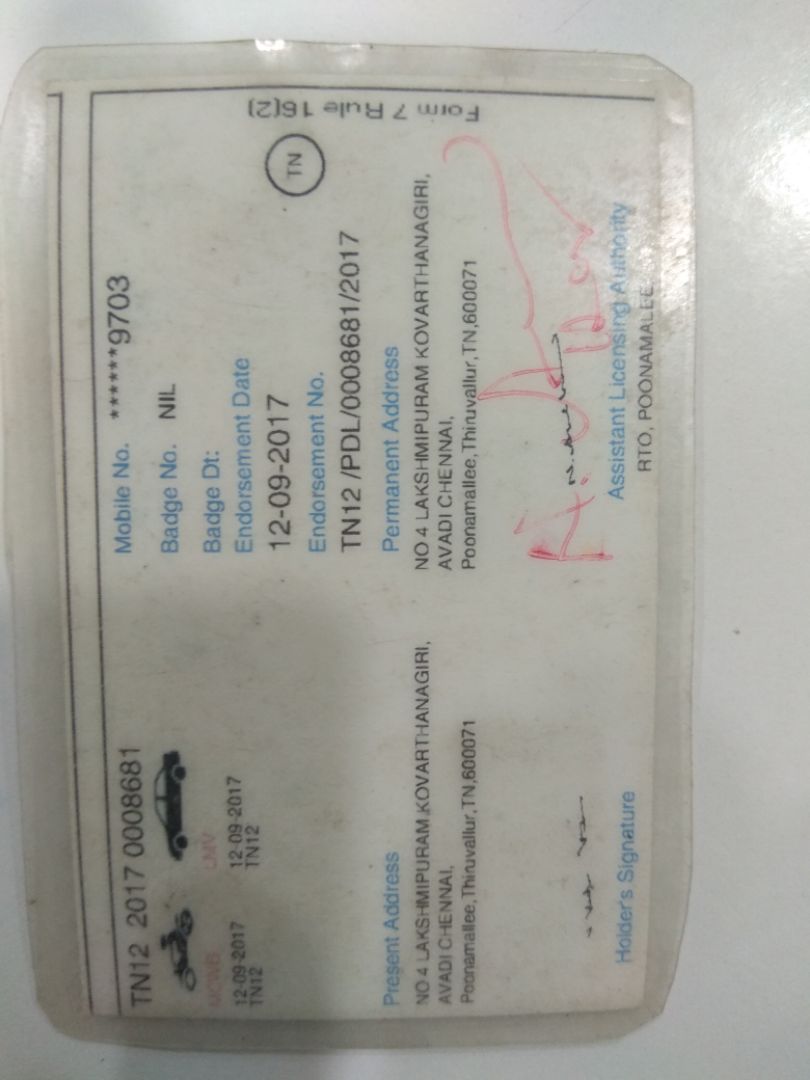 Form 7 Rule 16(2)
TN12 2017 0008681
MCWG LMV
12-09-2017 12-09-2017
TN12 TN12
Mobile No. ******9703
Badge No. NIL
Badge Dt:
Endorsement Date
12-09-2017
TN
Endorsement No.
TN12 /PDL/0008681/2017
Present Address
NO 4 LAKSHMIPURAM KOVARTHANAGIRI,
AVADI CHENNAI,
Poonamallee,Thiruvallur,TN,600071
Permanent Address
NO 4 LAKSHMIPURAM KOVARTHANAGIRI,
AVADI CHENNAI,
Poonamallee,Thiruvallur,TN,600071
Holder's Signature
Assistant Licensing Authority
RTO, POONAMALEE